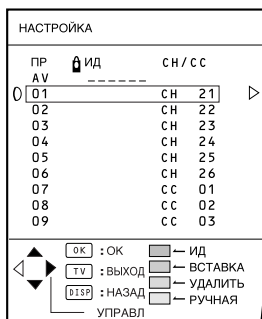 НАСТРОЙКА
ПР ИД CH/CC
AV ______
01 CH 21
02 CH 22
03 CH 23
04 CH 24
05 CH 25
06 CH 26
07 CC 01
08 CC 02
09 CC 03
OK : ОК ИД
TV : ВЫХОД ВСТАВКА
DISP : НАЗАД УДАЛИТЬ
РУЧНАЯ
УПРАВЛ